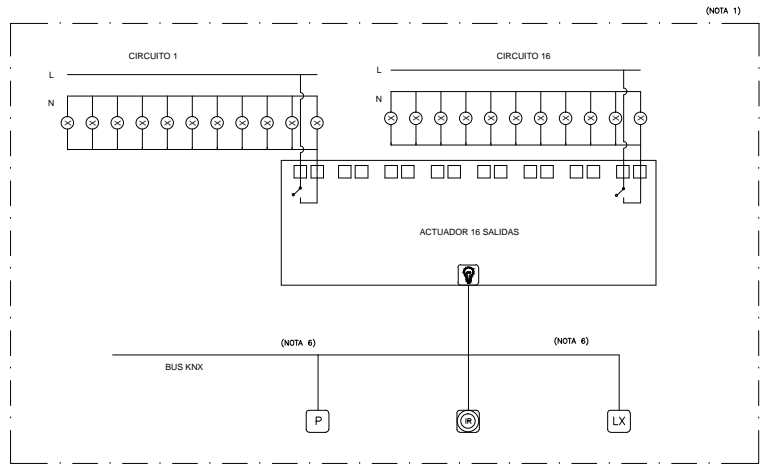 (NOTA 1)
CIRCUITO 1
CIRCUITO 16
L
L
N
N
ACTUADOR 16 SALIDAS
(NOTA 6)
(NOTA 6)
BUS KNX
P
IR
LX